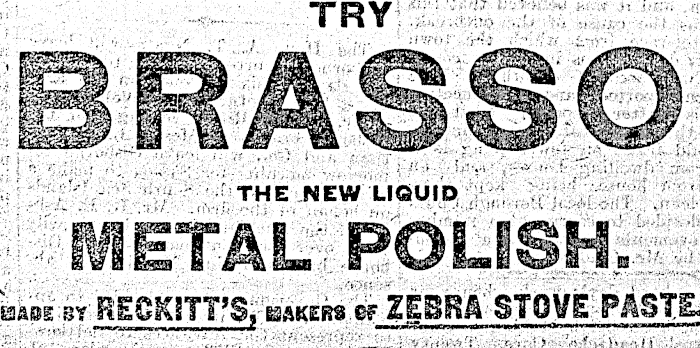 TRY
BRASSO
THE NEW LIQUID
METAL POLISH.
MADE BY RECKITT'S, MAKERS OF ZEBRA STOVE PASTE.